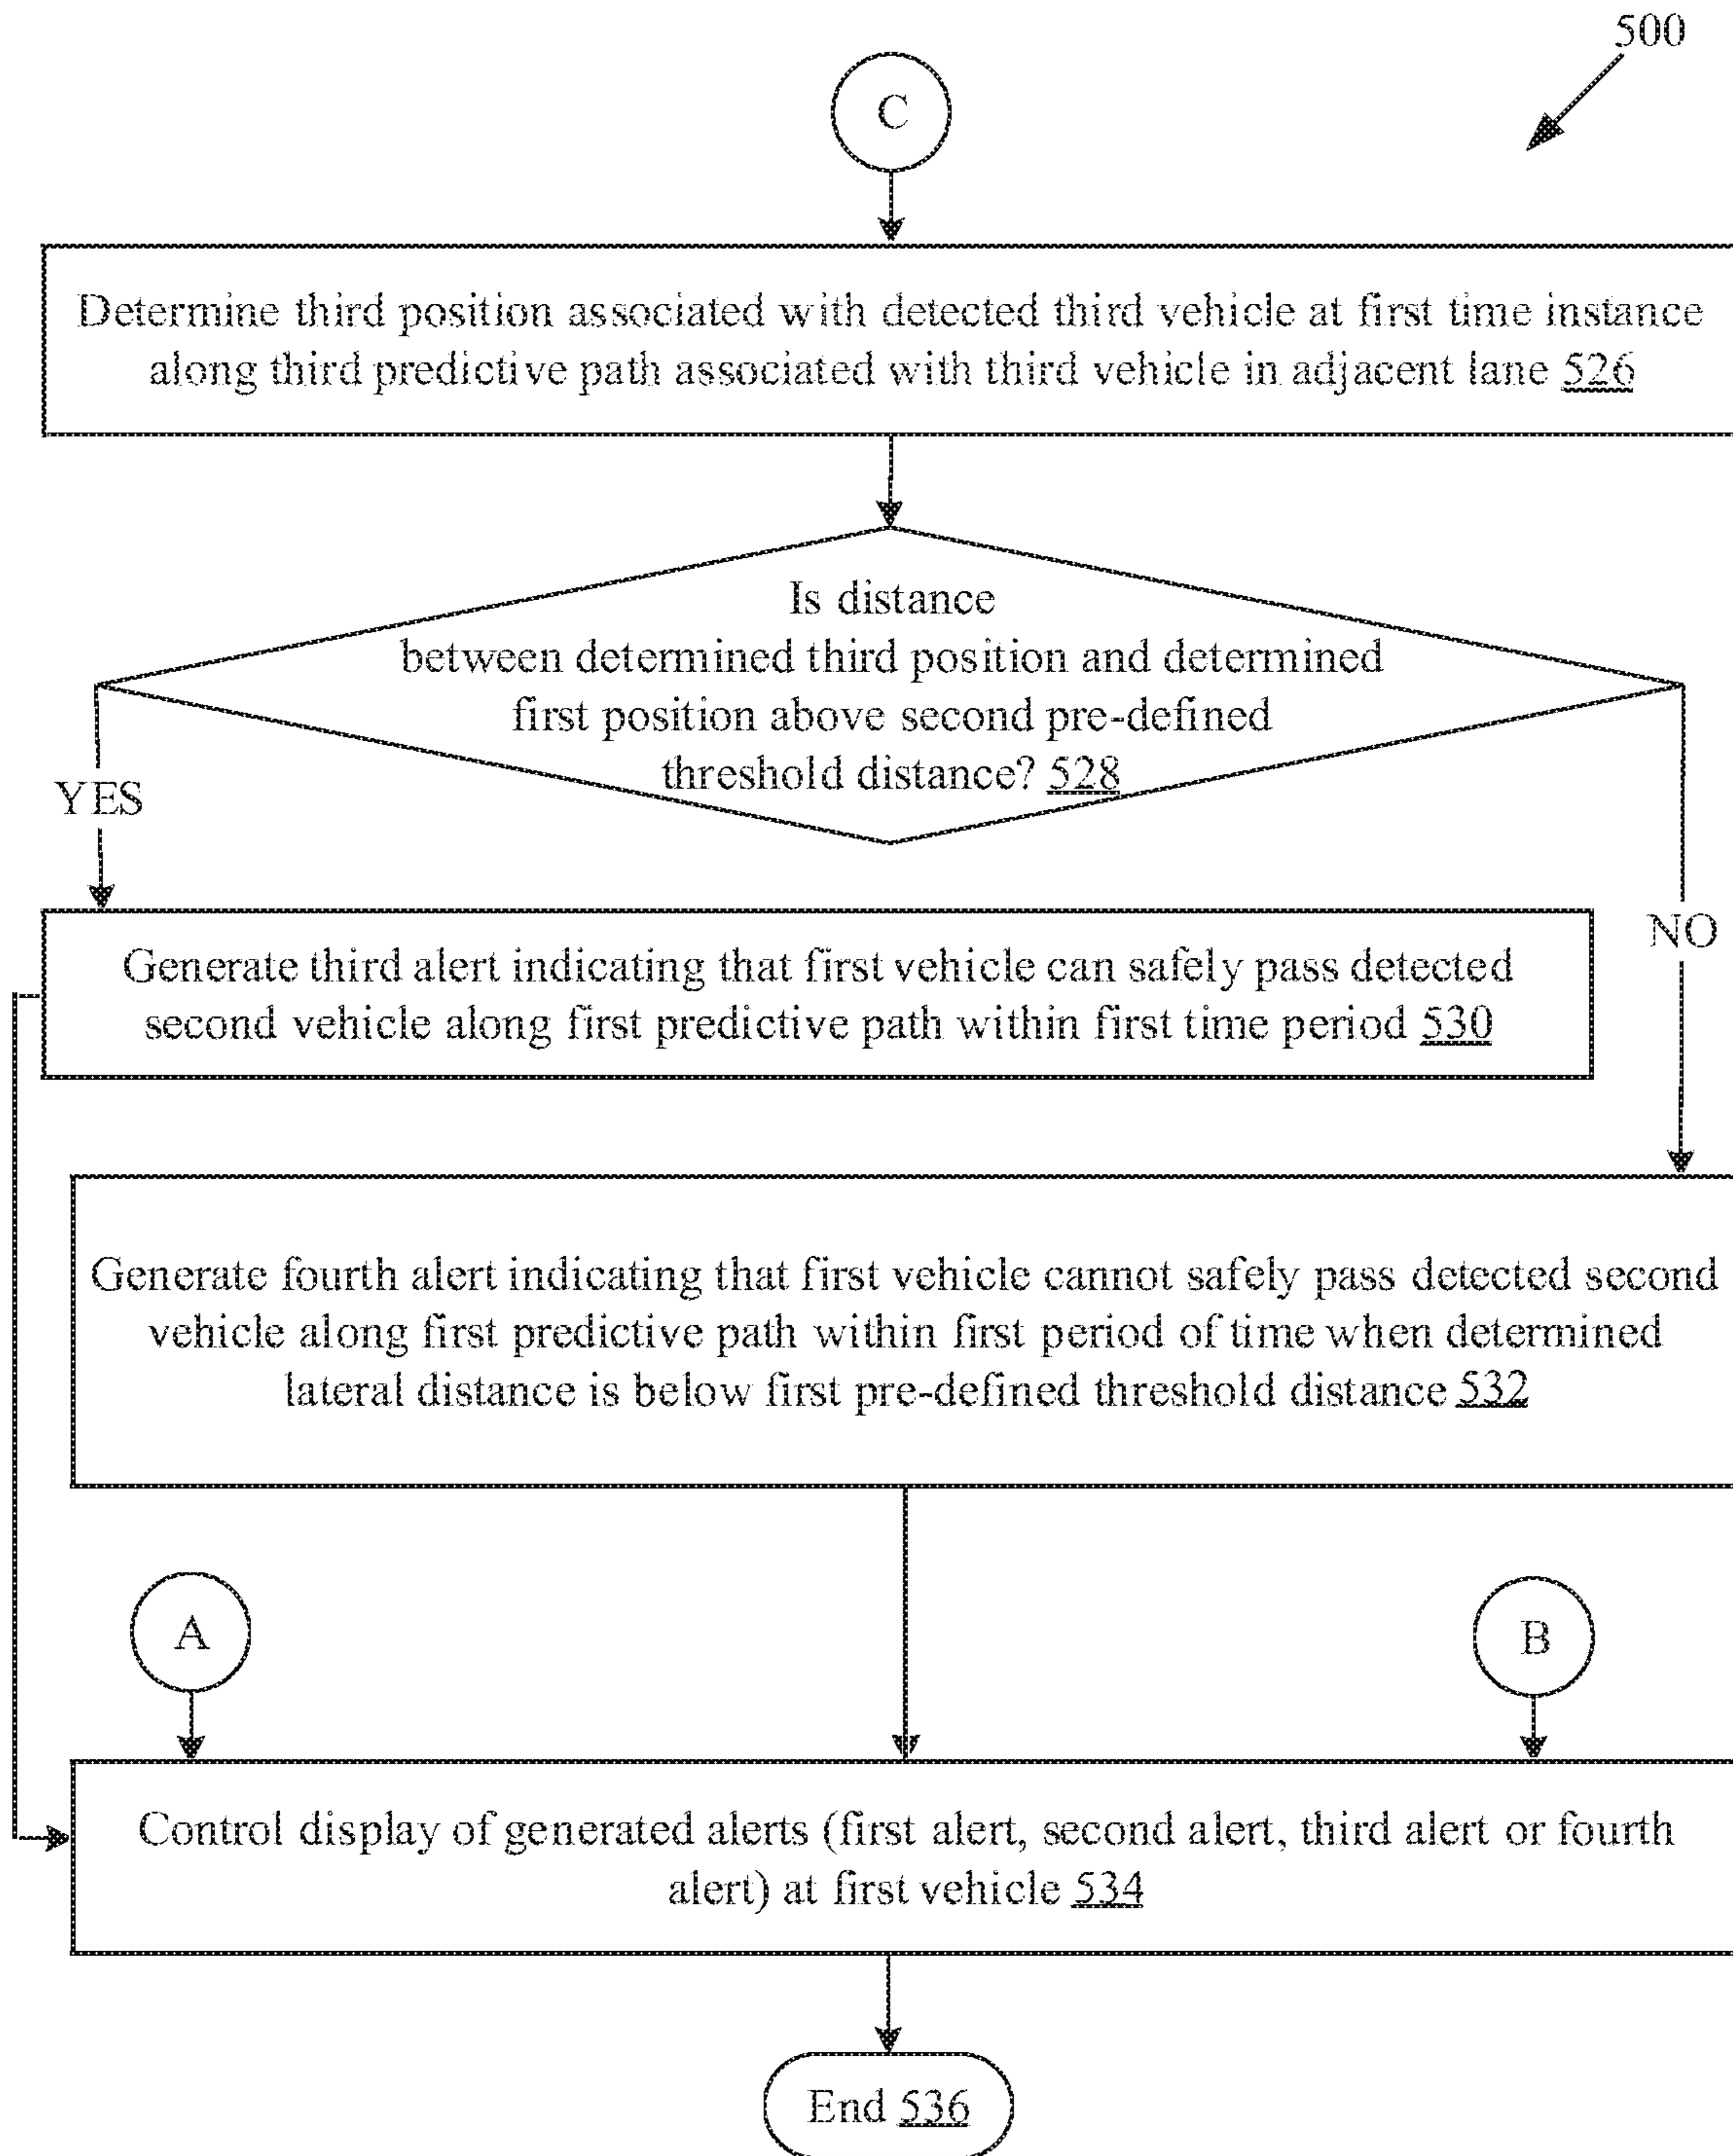 500
C
Determine third position associated with detected third vehicle at first time instance
along third predictive path associated with third vehicle in adjacent lane 526
Is distance
between determined third position and determined
first position above second pre-defined
threshold distance? 528
YES
NO
Generate third alert indicating that first vehicle can safely pass detected
second vehicle along first predictive path within first time period 530
Generate fourth alert indicating that first vehicle cannot safely pass detected second
vehicle along first predictive path within first period of time when determined
lateral distance is below first pre-defined threshold distance 532
A
B
Control display of generated alerts (first alert, second alert, third alert or fourth
alert) at first vehicle 534
End 536